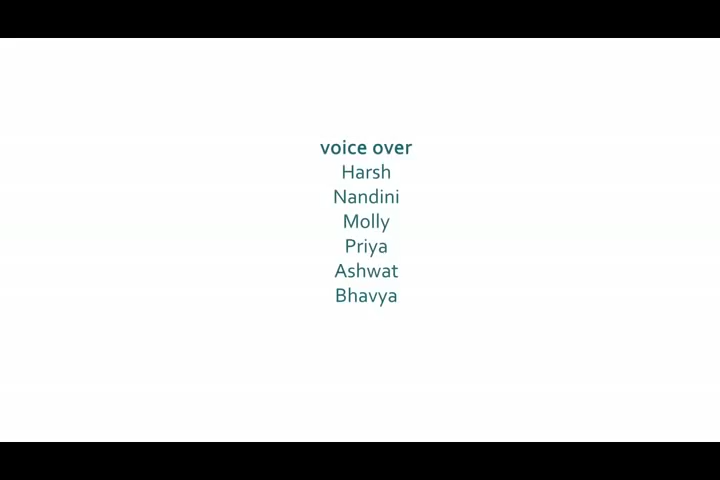 voice over
Harsh
Nandini
Molly
Priya
Ashwat
Bhavya